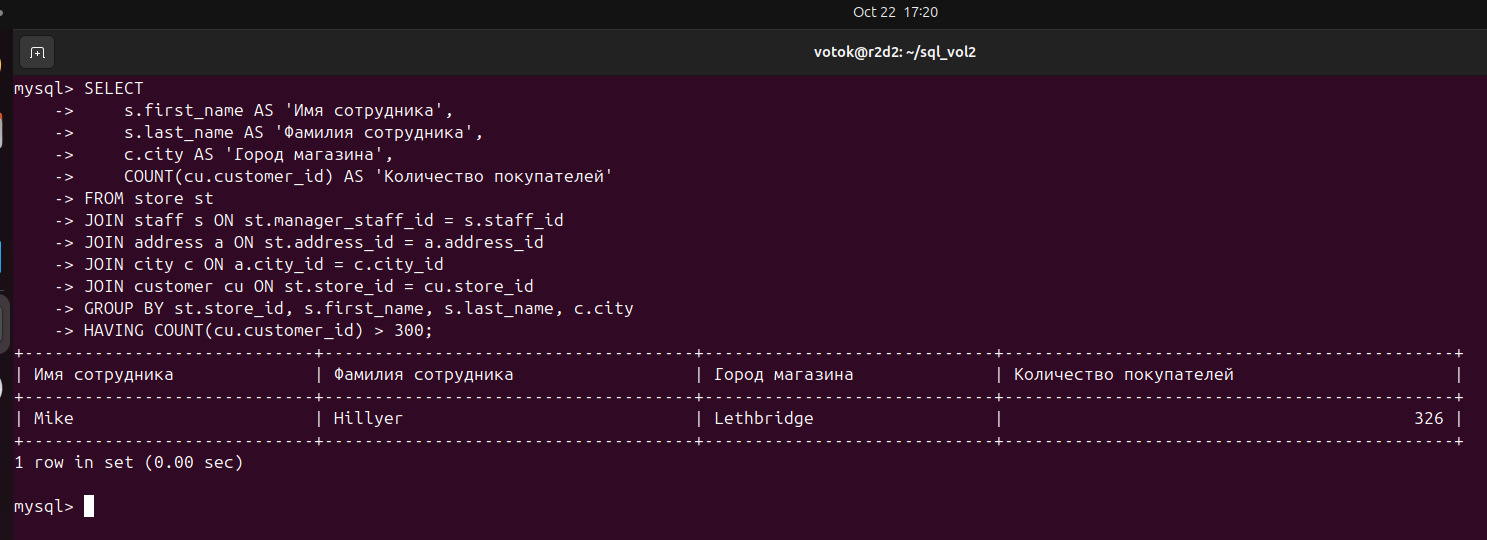 Oct 22 17:20
votok@r2d2: ~/sql_vol2
mysql> SELECT
    ->     s.first_name AS 'Имя сотрудника',
    ->     s.last_name AS 'Фамилия сотрудника',
    ->     c.city AS 'Город магазина',
    ->     COUNT(cu.customer_id) AS 'Количество покупателей'
    -> FROM store st
    -> JOIN staff s ON st.manager_staff_id = s.staff_id
    -> JOIN address a ON st.address_id = a.address_id
    -> JOIN city c ON a.city_id = c.city_id
    -> JOIN customer cu ON st.store_id = cu.store_id
    -> GROUP BY st.store_id, s.first_name, s.last_name, c.city
    -> HAVING COUNT(cu.customer_id) > 300;
+-----------------------------+-------------------------------------+-----------------------------+---------------------------------------------+
| Имя сотрудника              | Фамилия сотрудника                  | Город магазина              | Количество покупателей                      |
+-----------------------------+-------------------------------------+-----------------------------+---------------------------------------------+
| Mike                        | Hillyer                             | Lethbridge                  |                                         326 |
+-----------------------------+-------------------------------------+-----------------------------+---------------------------------------------+
1 row in set (0.00 sec)
mysql>